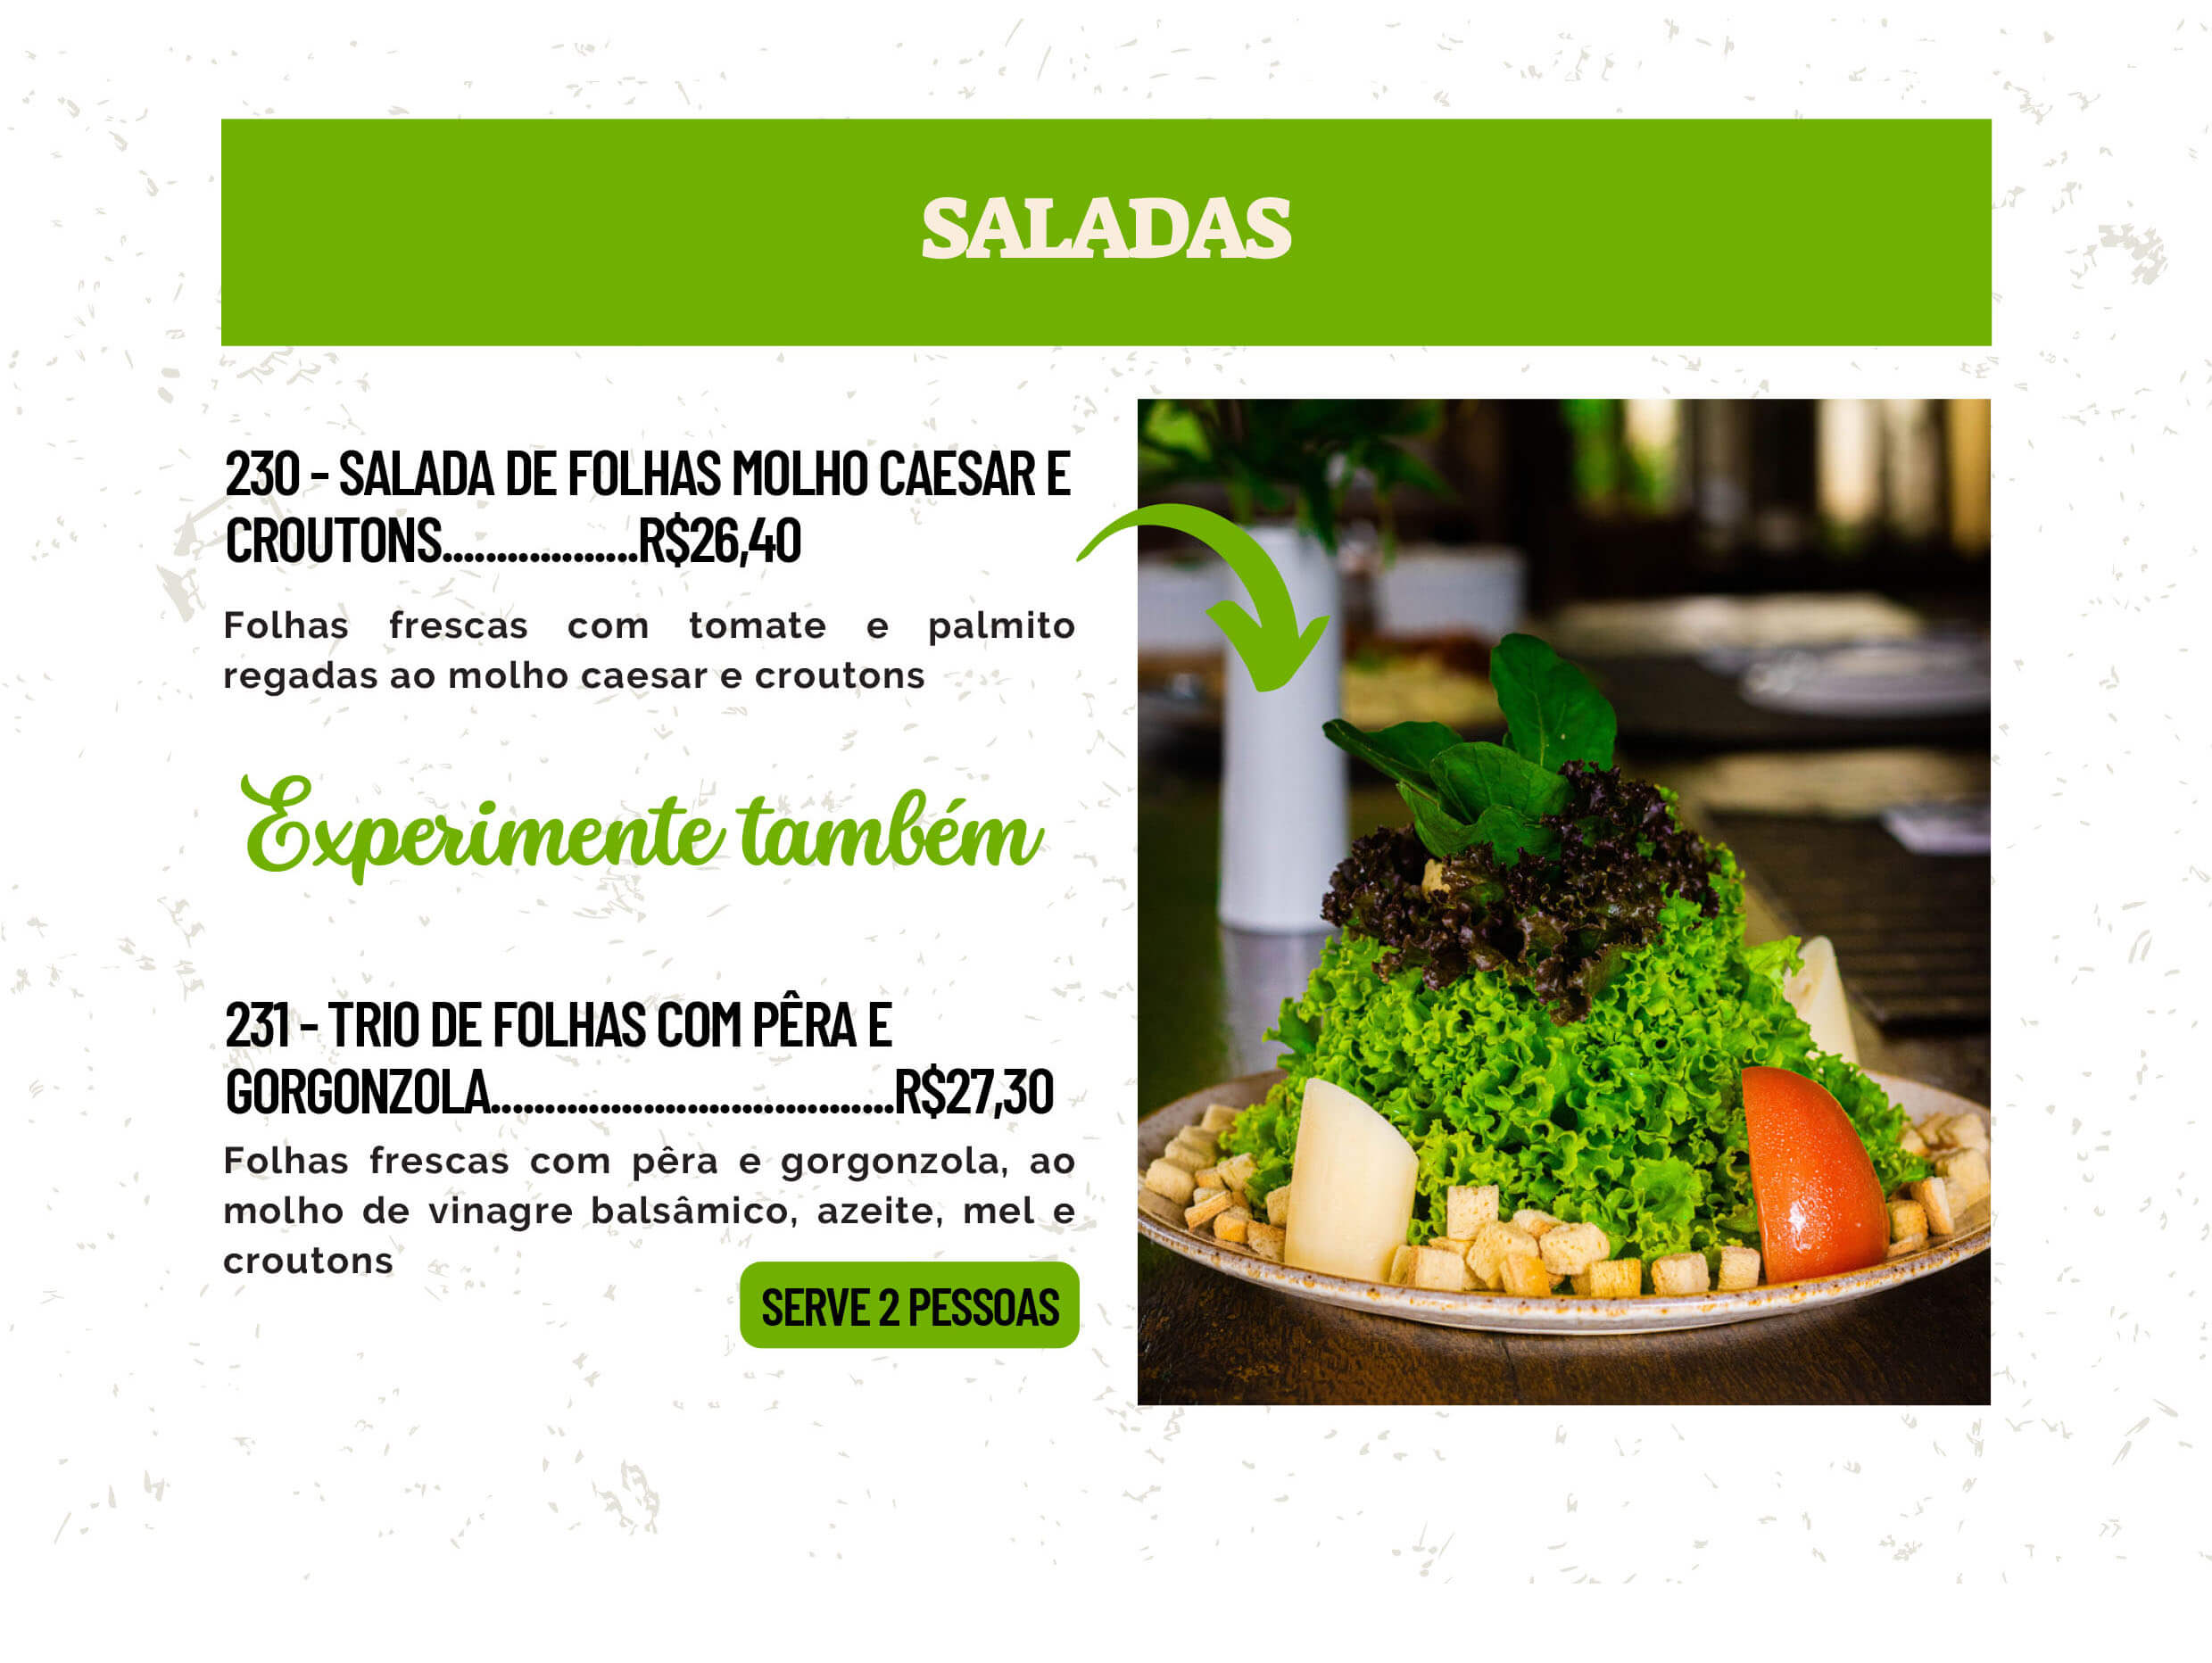 SALADAS
230 - SALADA DE FOLHAS MOLHO CAESAR E
CROUTONS..................R$26,40
Folhas frescas com tomate e palmito
regadas ao molho caesar e croutons
Experimente também
231 - TRIO DE FOLHAS COM PÊRA E
GORGONZOLA.....................................R$27,30
Folhas frescas com pêra e gorgonzola, ao
molho de vinagre balsâmico, azeite, mel e
croutons
SERVE 2 PESSOAS